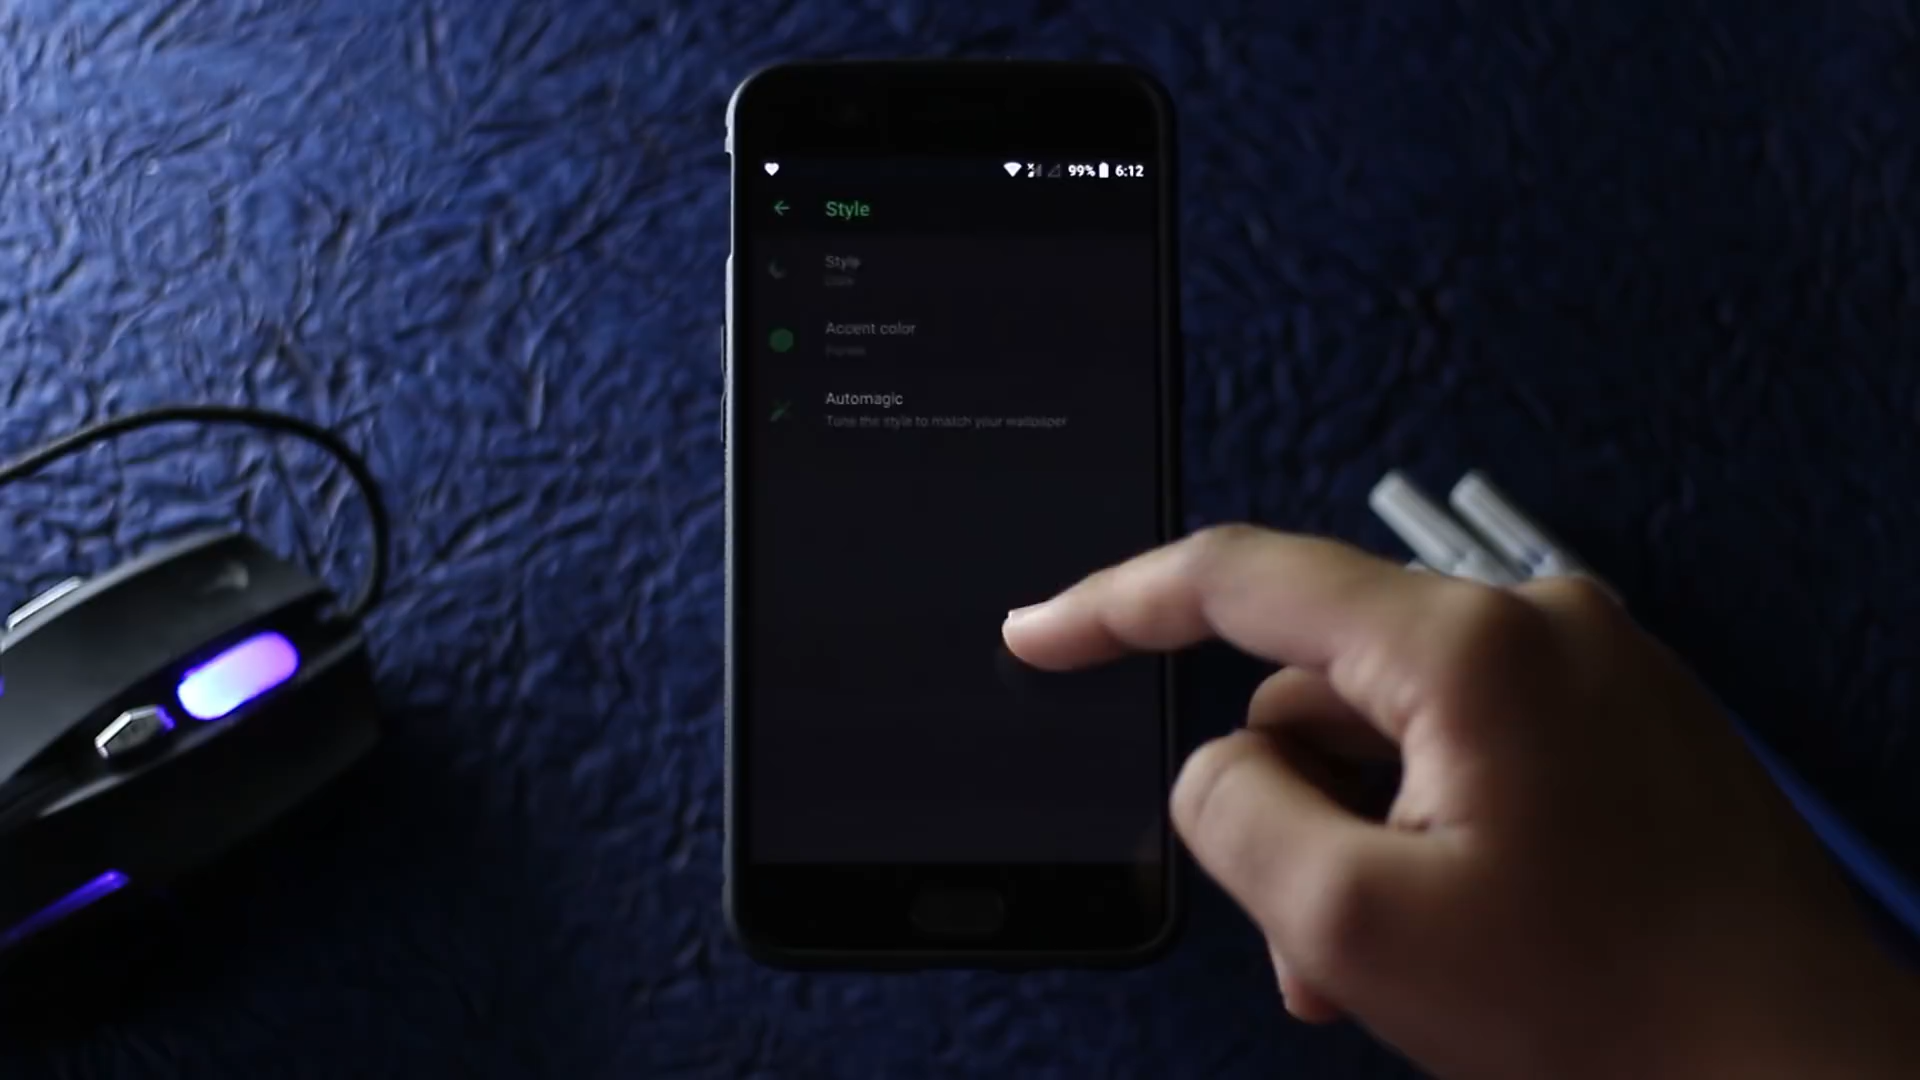 99% 6:12
Style
Style
Accent color
Automagic
Tune the style to match your wallpaper